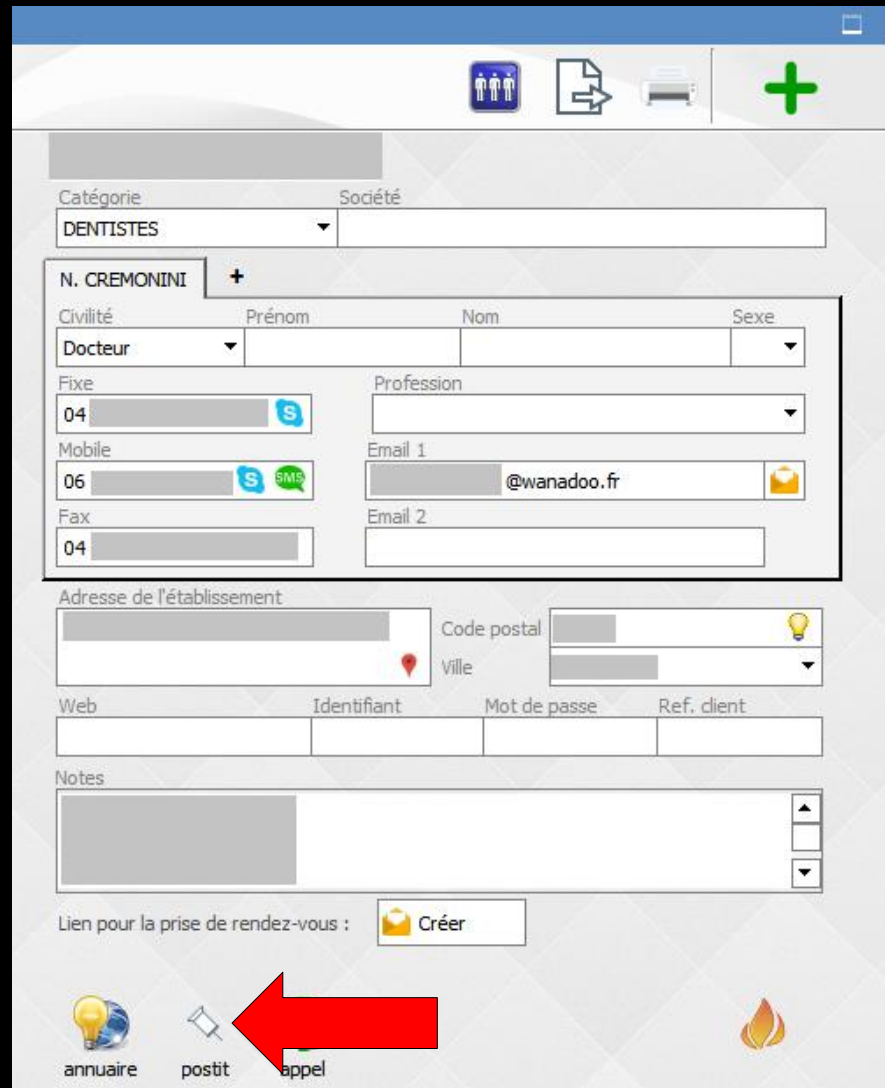 Catégorie Société
DENTISTES
N. CREMONINI +
Civilité Prénom Nom Sexe
Docteur
Fixe Profession
04
Mobile Email 1
06 SMS @wanadoo.fr
Fax Email 2
04
Adresse de l'établissement
Code postal
Ville
Web Identifiant Mot de passe Ref. client
Notes
Lien pour la prise de rendez-vous : Créer
annuaire postit appel